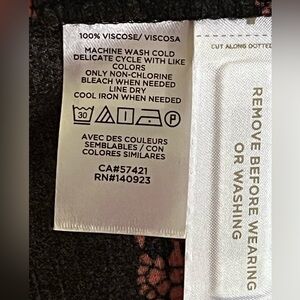 100% VISCOSE/ VISCOSA
MACHINE WASH COLD
DELICATE CYCLE WITH LIKE
COLORS
ONLY NON-CHLORINE
BLEACH WHEN NEEDED
LINE DRY
COOL IRON WHEN NEEDED
30 P
AVEC DES COULEURS
SEMBLABLES / CON
COLORES SIMILARES
CA#57421
RN#140923
CUT ALONG DOTTED
REMOVE BEFORE WEARING
OR WASHING